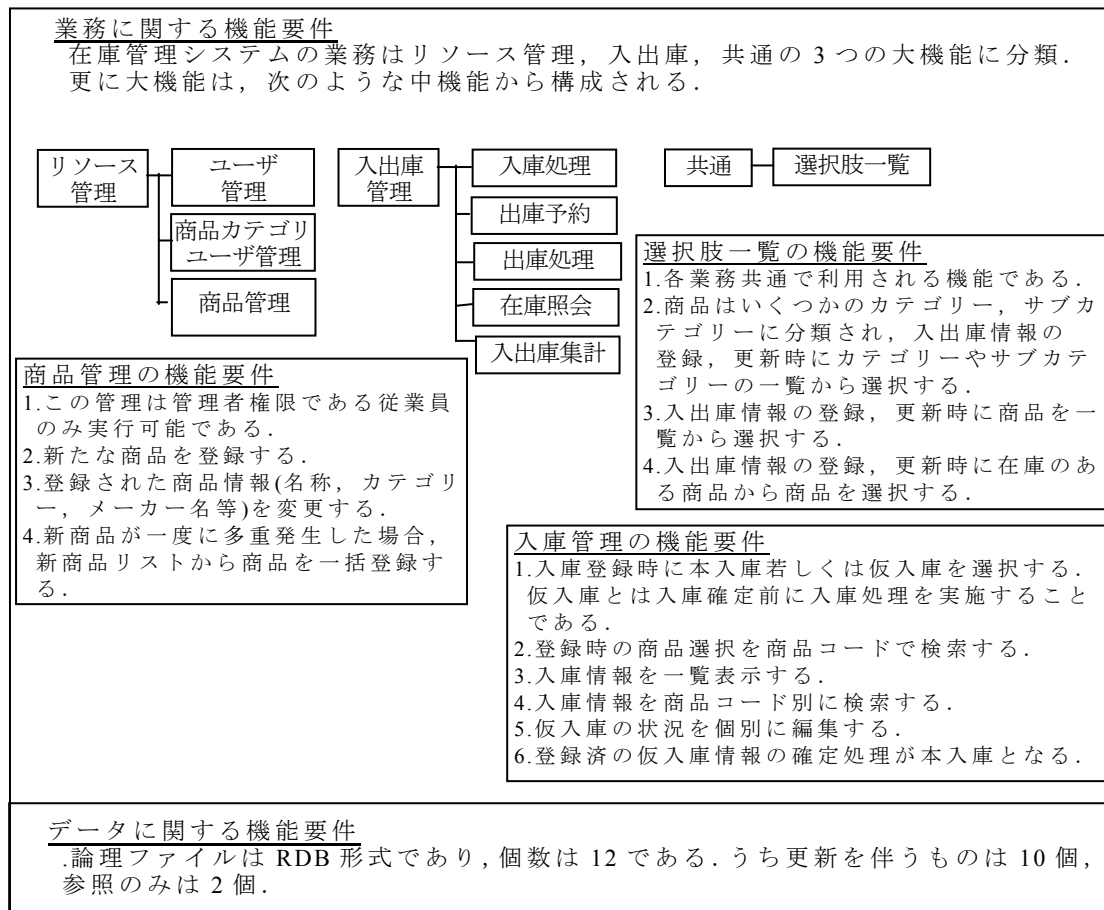 業務に関する機能要件
在庫管理システムの業務はリソース管理，入出庫，共通の3つの大機能に分類．
更に大機能は，次のような中機能から構成される．
リソース
管理
ユーザ
管理
商品カテゴリ
ユーザ管理
商品管理
入出庫
管理
入庫処理
出庫予約
出庫処理
在庫照会
入出庫集計
共通
選択肢一覧
選択肢一覧の機能要件
1.各業務共通で利用される機能である．
2.商品はいくつかのカテゴリー，サブカ
テゴリーに分類され，入出庫情報の
登録，更新時にカテゴリーやサブカテ
ゴリーの一覧から選択する．
3.入出庫情報の登録，更新時に商品を一
覧から選択する．
4.入出庫情報の登録，更新時に在庫のあ
る商品から商品を選択する．
商品管理の機能要件
1.この管理は管理者権限である従業員
のみ実行可能である．
2.新たな商品を登録する．
3.登録された商品情報(名称，カテゴリ
ー，メーカー名等)を変更する．
4.新商品が一度に多重発生した場合，
新商品リストから商品を一括登録す
る．
入庫管理の機能要件
1.入庫登録時に本入庫若しくは仮入庫を選択する．
仮入庫とは入庫確定前に入庫処理を実施すること
である．
2.登録時の商品選択を商品コードで検索する．
3.入庫情報を一覧表示する．
4.入庫情報を商品コード別に検索する．
5.仮入庫の状況を個別に編集する．
6.登録済の仮入庫情報の確定処理が本入庫となる．
データに関する機能要件
.論理ファイルはRDB形式であり,個数は12である．うち更新を伴うものは10個，
参照のみは2個．